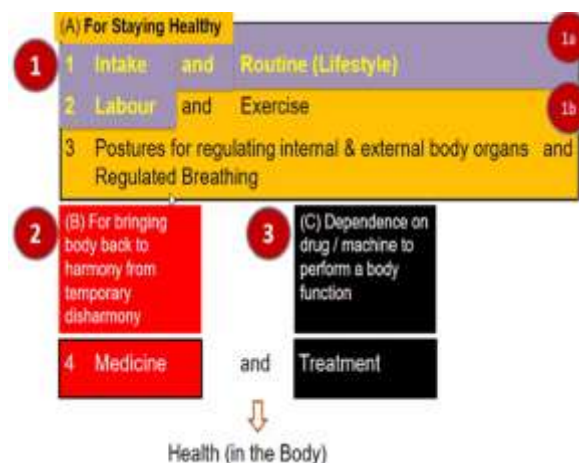 (A) For Staying Healthy
1a
1
1 Intake and Routine (Lifestyle)
2 Labour and Exercise
1b
3 Postures for regulating internal & external body organs and
Regulated Breathing
2
(B) For bringing
body back to
harmony from
temporary
disharmony
3
(C) Dependence on
drug / machine to
perform a body
function
4 Medicine and Treatment
Health (in the Body)